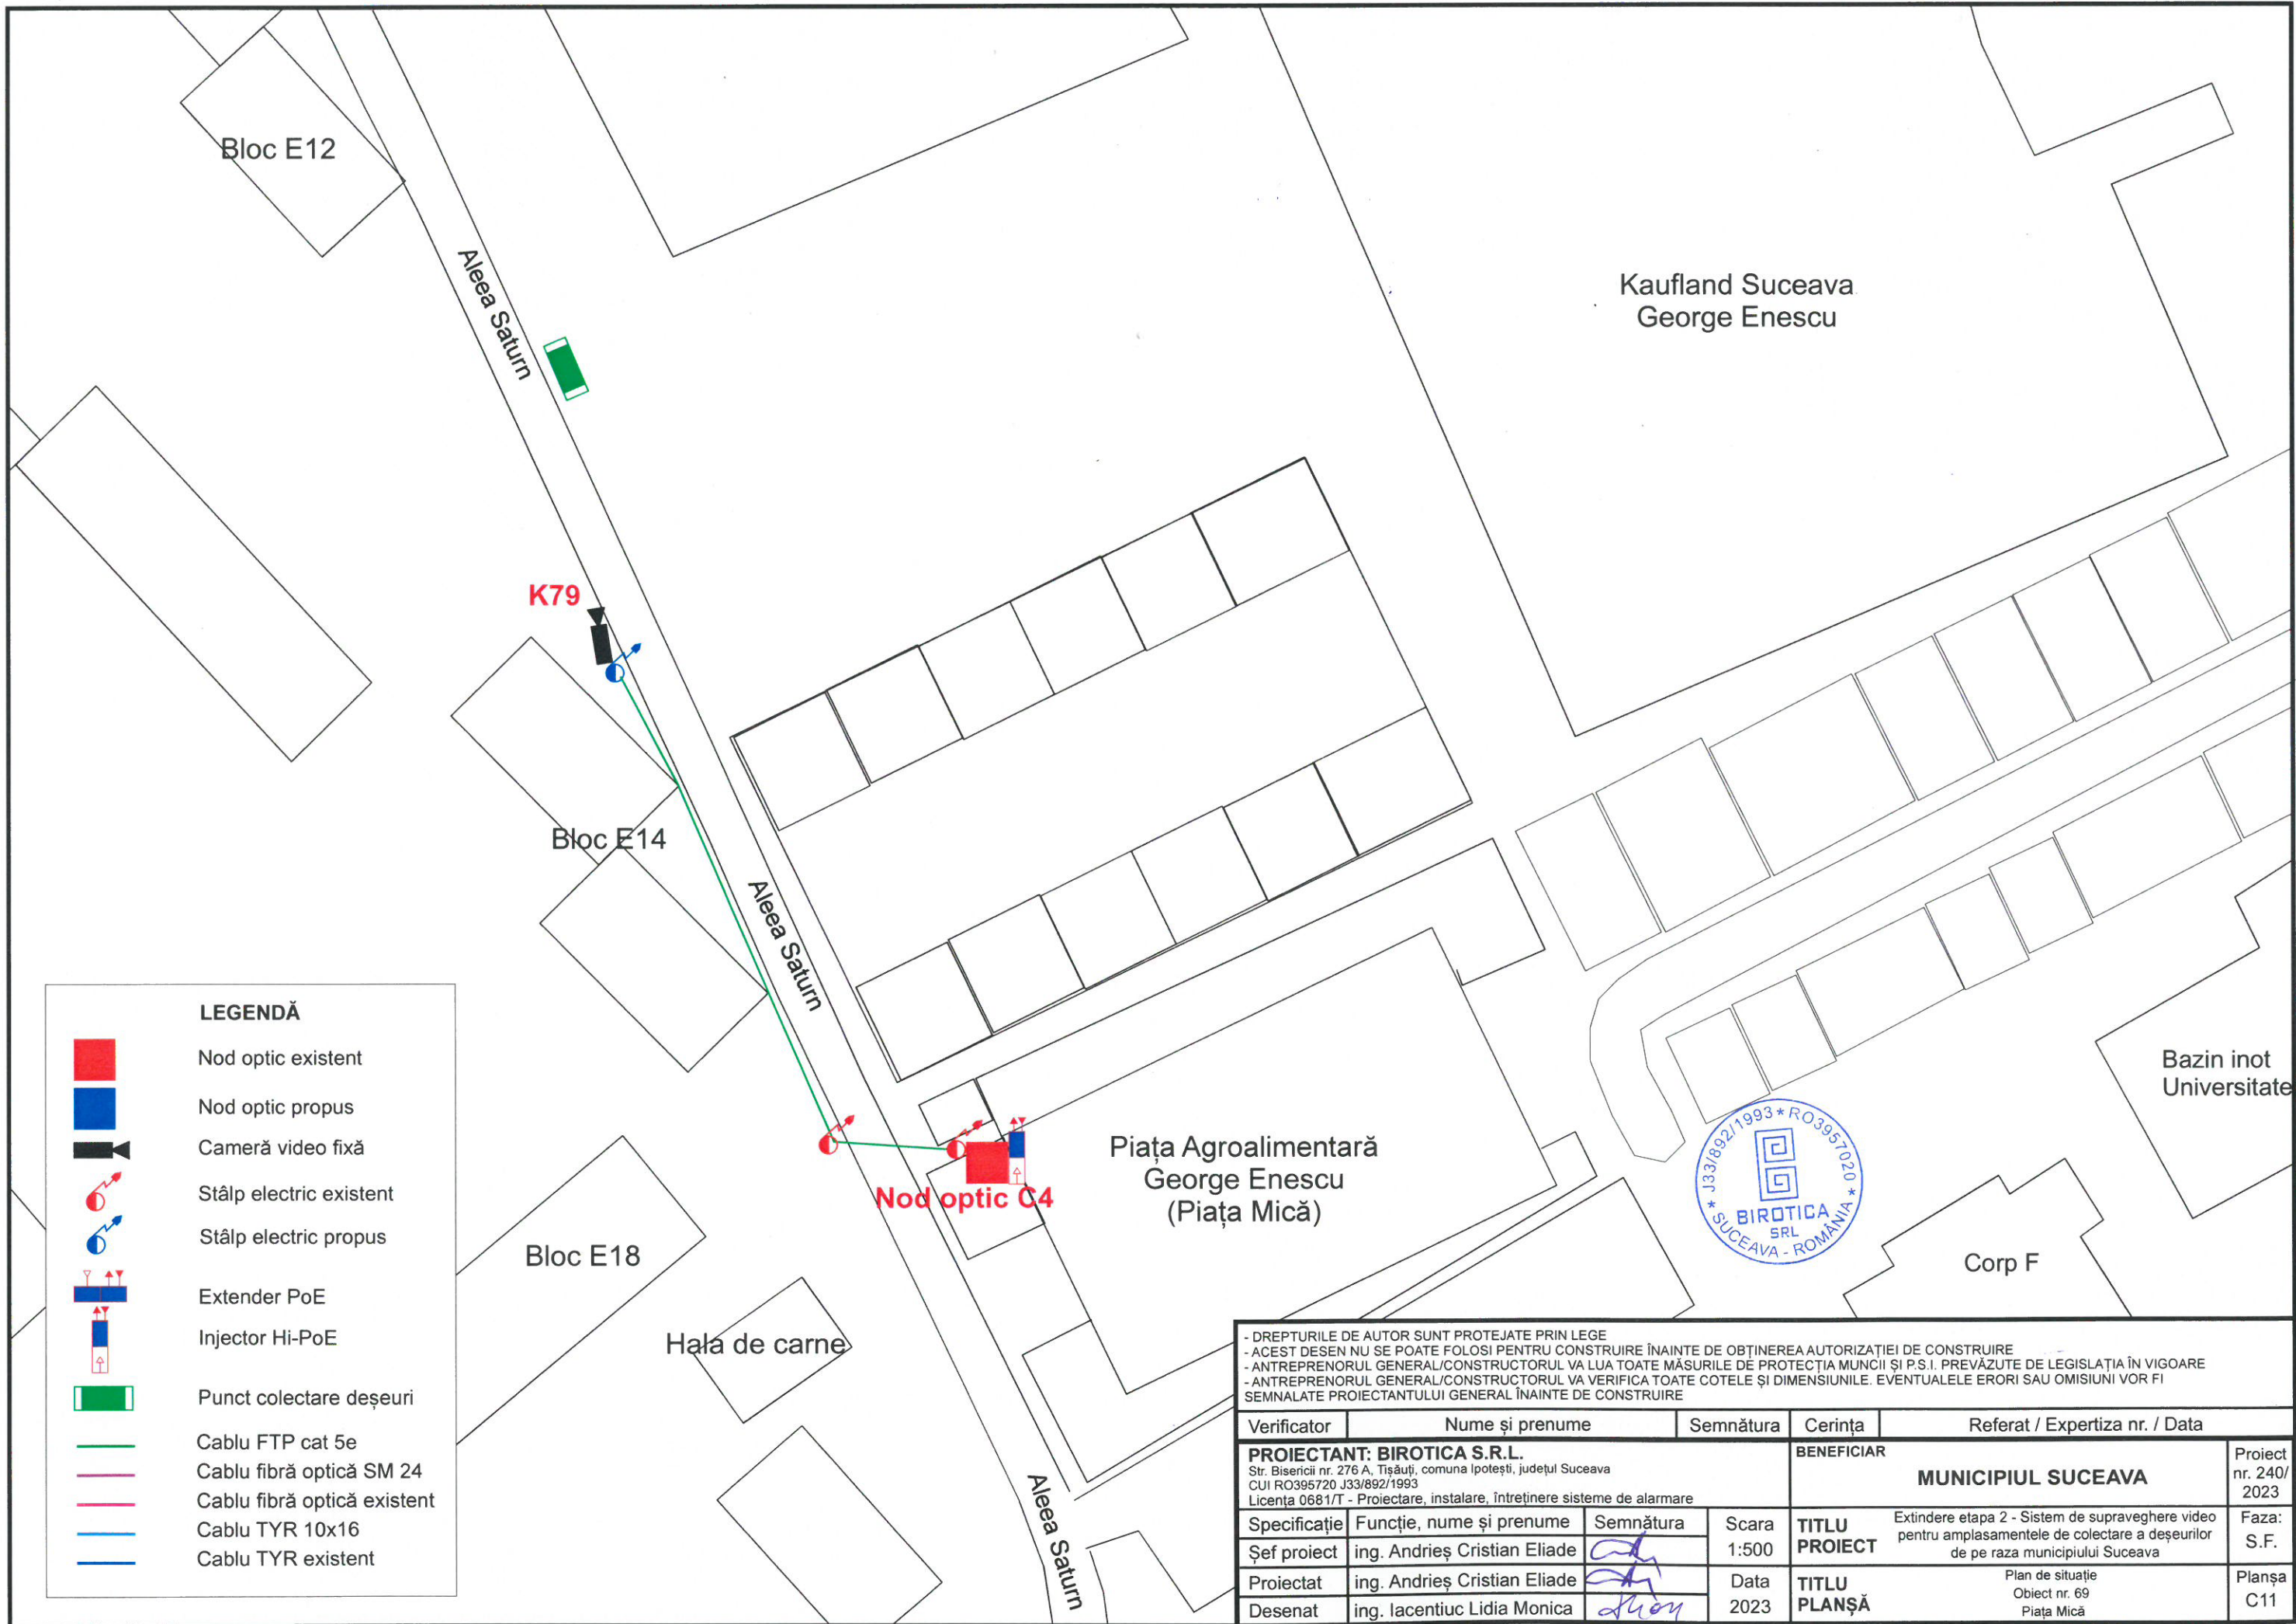 Bloc E12
Aleea Saturn
Kaufland Suceava
George Enescu
K79
Bloc E14
Aleea Saturn
LEGENDĂ
Nod optic existent
Nod optic propus
Cameră video fixă
Stâlp electric existent
Stâlp electric propus
Extender PoE
Injector Hi-PoE
Punct colectare deșeuri
Cablu FTP cat 5e
Cablu fibră optică SM 24
Cablu fibră optică existent
Cablu TYR 10x16
Cablu TYR existent
Bloc E18
Hala de carne
Nod optic C4
Piața Agroalimentară
George Enescu
(Piața Mică)
Aleea Saturn
Bazin inot
Universitate
Corp F
* J33/892/1993 * RO3957020 *
BIROTICA
SRL
SUCEAVA - ROMÂNIA
- DREPTURILE DE AUTOR SUNT PROTEJATE PRIN LEGE
- ACEST DESEN NU SE POATE FOLOSI PENTRU CONSTRUIRE ÎNAINTE DE OBȚINEREA AUTORIZAȚIEI DE CONSTRUIRE
- ANTREPRENORUL GENERAL/CONSTRUCTORUL VA LUA TOATE MĂSURILE DE PROTECȚIA MUNCII ȘI P.S.I. PREVĂZUTE DE LEGISLAȚIA ÎN VIGOARE
- ANTREPRENORUL GENERAL/CONSTRUCTORUL VA VERIFICA TOATE COTELE ȘI DIMENSIUNILE. EVENTUALELE ERORI SAU OMISIUNI VOR FI
SEMNALATE PROIECTANTULUI GENERAL ÎNAINTE DE CONSTRUIRE
Verificator Nume și prenume Semnătura Cerința Referat / Expertiza nr. / Data
PROIECTANT: BIROTICA S.R.L.
Str. Bisericii nr. 276 A, Tișăuți, comuna Ipotești, județul Suceava
CUI RO395720 J33/892/1993
Licența 0681/T - Proiectare, instalare, întreținere sisteme de alarmare
BENEFICIAR
MUNICIPIUL SUCEAVA
Proiect
nr. 240/
2023
Specificație Funcție, nume și prenume Semnătura
Șef proiect ing. Andrieș Cristian Eliade
Proiectat ing. Andrieș Cristian Eliade
Desenat ing. Iacentiuc Lidia Monica
Scara
1:500
Data
2023
TITLU
PROIECT
Extindere etapa 2 - Sistem de supraveghere video
pentru amplasamentele de colectare a deșeurilor
de pe raza municipiului Suceava
Faza:
S.F.
TITLU
PLANȘĂ
Plan de situație
Obiect nr. 69
Piața Mică
Planșa
C11